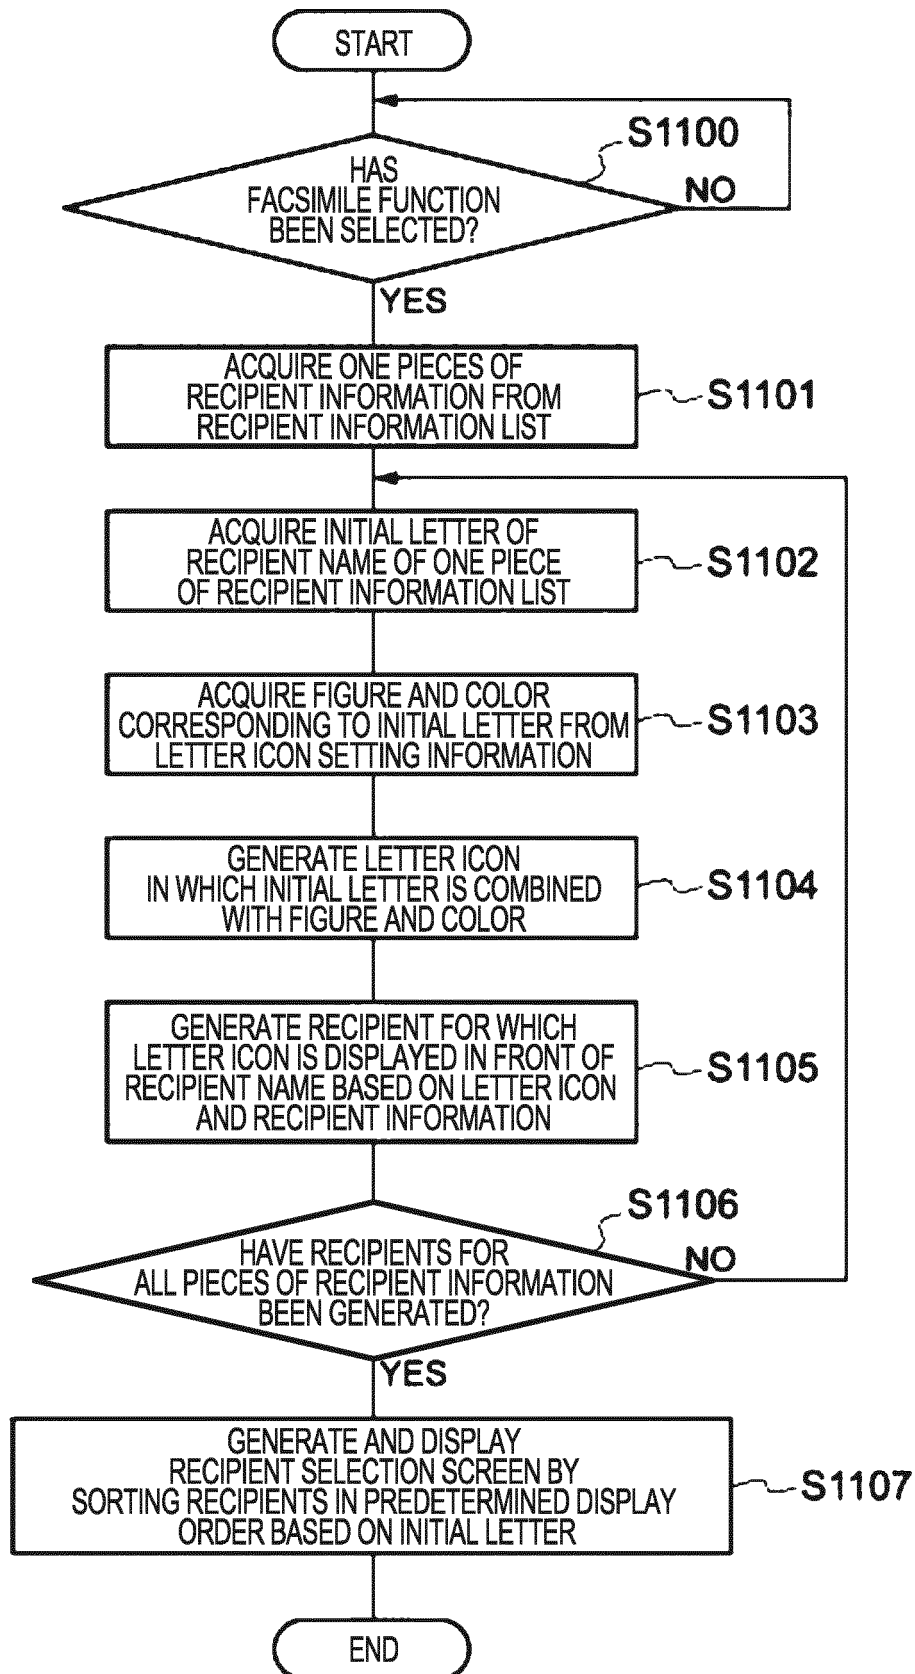 START
S1100
HAS
FACSIMILE FUNCTION
BEEN SELECTED?
NO
YES
ACQUIRE ONE PIECES OF
RECIPIENT INFORMATION FROM
RECIPIENT INFORMATION LIST
S1101
ACQUIRE INITIAL LETTER OF
RECIPIENT NAME OF ONE PIECE
OF RECIPIENT INFORMATION LIST
S1102
ACQUIRE FIGURE AND COLOR
CORRESPONDING TO INITIAL LETTER FROM
LETTER ICON SETTING INFORMATION
S1103
GENERATE LETTER ICON
IN WHICH INITIAL LETTER IS COMBINED
WITH FIGURE AND COLOR
S1104
GENERATE RECIPIENT FOR WHICH
LETTER ICON IS DISPLAYED IN FRONT OF
RECIPIENT NAME BASED ON LETTER ICON
AND RECIPIENT INFORMATION
S1105
S1106
HAVE RECIPIENTS FOR
ALL PIECES OF RECIPIENT INFORMATION
BEEN GENERATED?
NO
YES
GENERATE AND DISPLAY
RECIPIENT SELECTION SCREEN BY
SORTING RECIPIENTS IN PREDETERMINED DISPLAY
ORDER BASED ON INITIAL LETTER
S1107
END